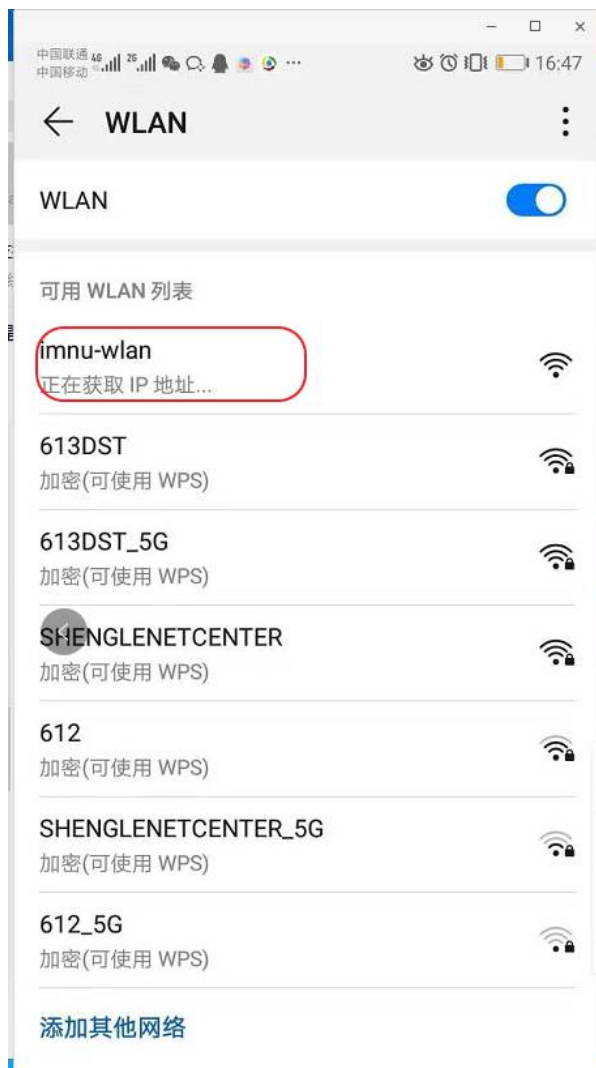 中国联通 4G 2G
中国移动
16:47
WLAN
WLAN
可用 WLAN 列表
imnu-wlan
正在获取 IP 地址...
613DST
加密(可使用 WPS)
613DST_5G
加密(可使用 WPS)
SHENGLENETCENTER
加密(可使用 WPS)
612
加密(可使用 WPS)
SHENGLENETCENTER_5G
加密(可使用 WPS)
612_5G
加密(可使用 WPS)
添加其他网络